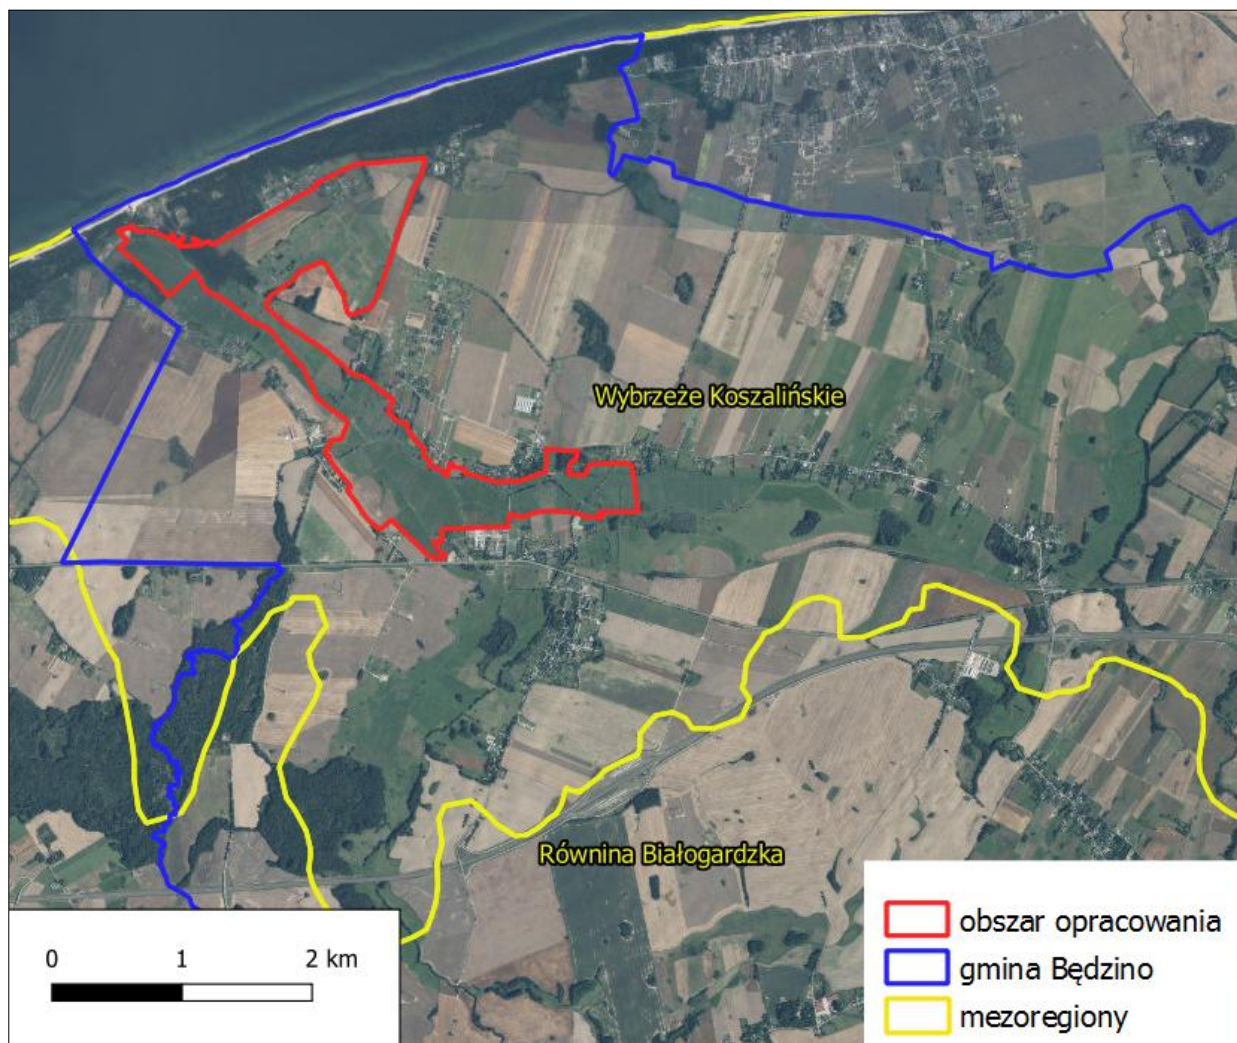 Wybrzeże Koszalińskie
Równina Białogardzka
0 1 2 km
obszar opracowania
gmina Będzino
mezoregiony